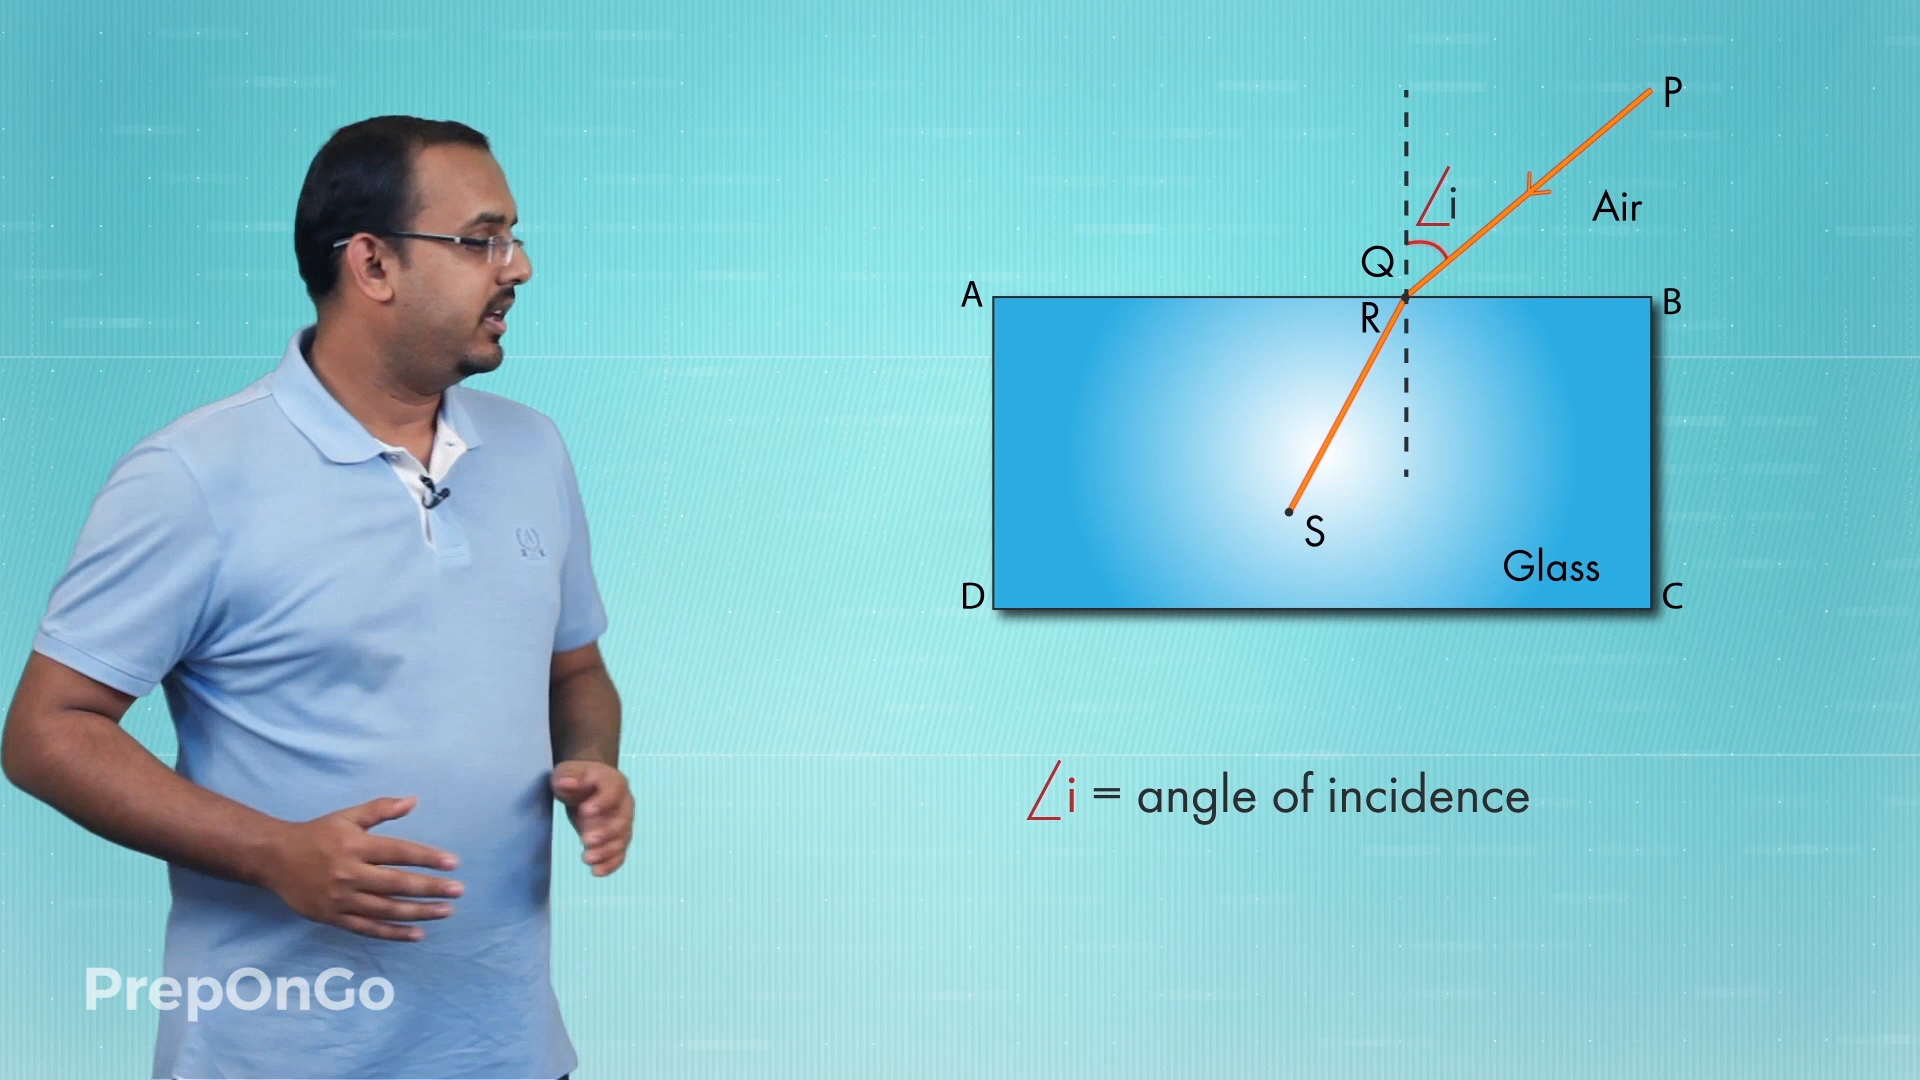 P
∠i
Air
Q
A
B
R
S
Glass
D
C
∠i = angle of incidence
PrepOnGo